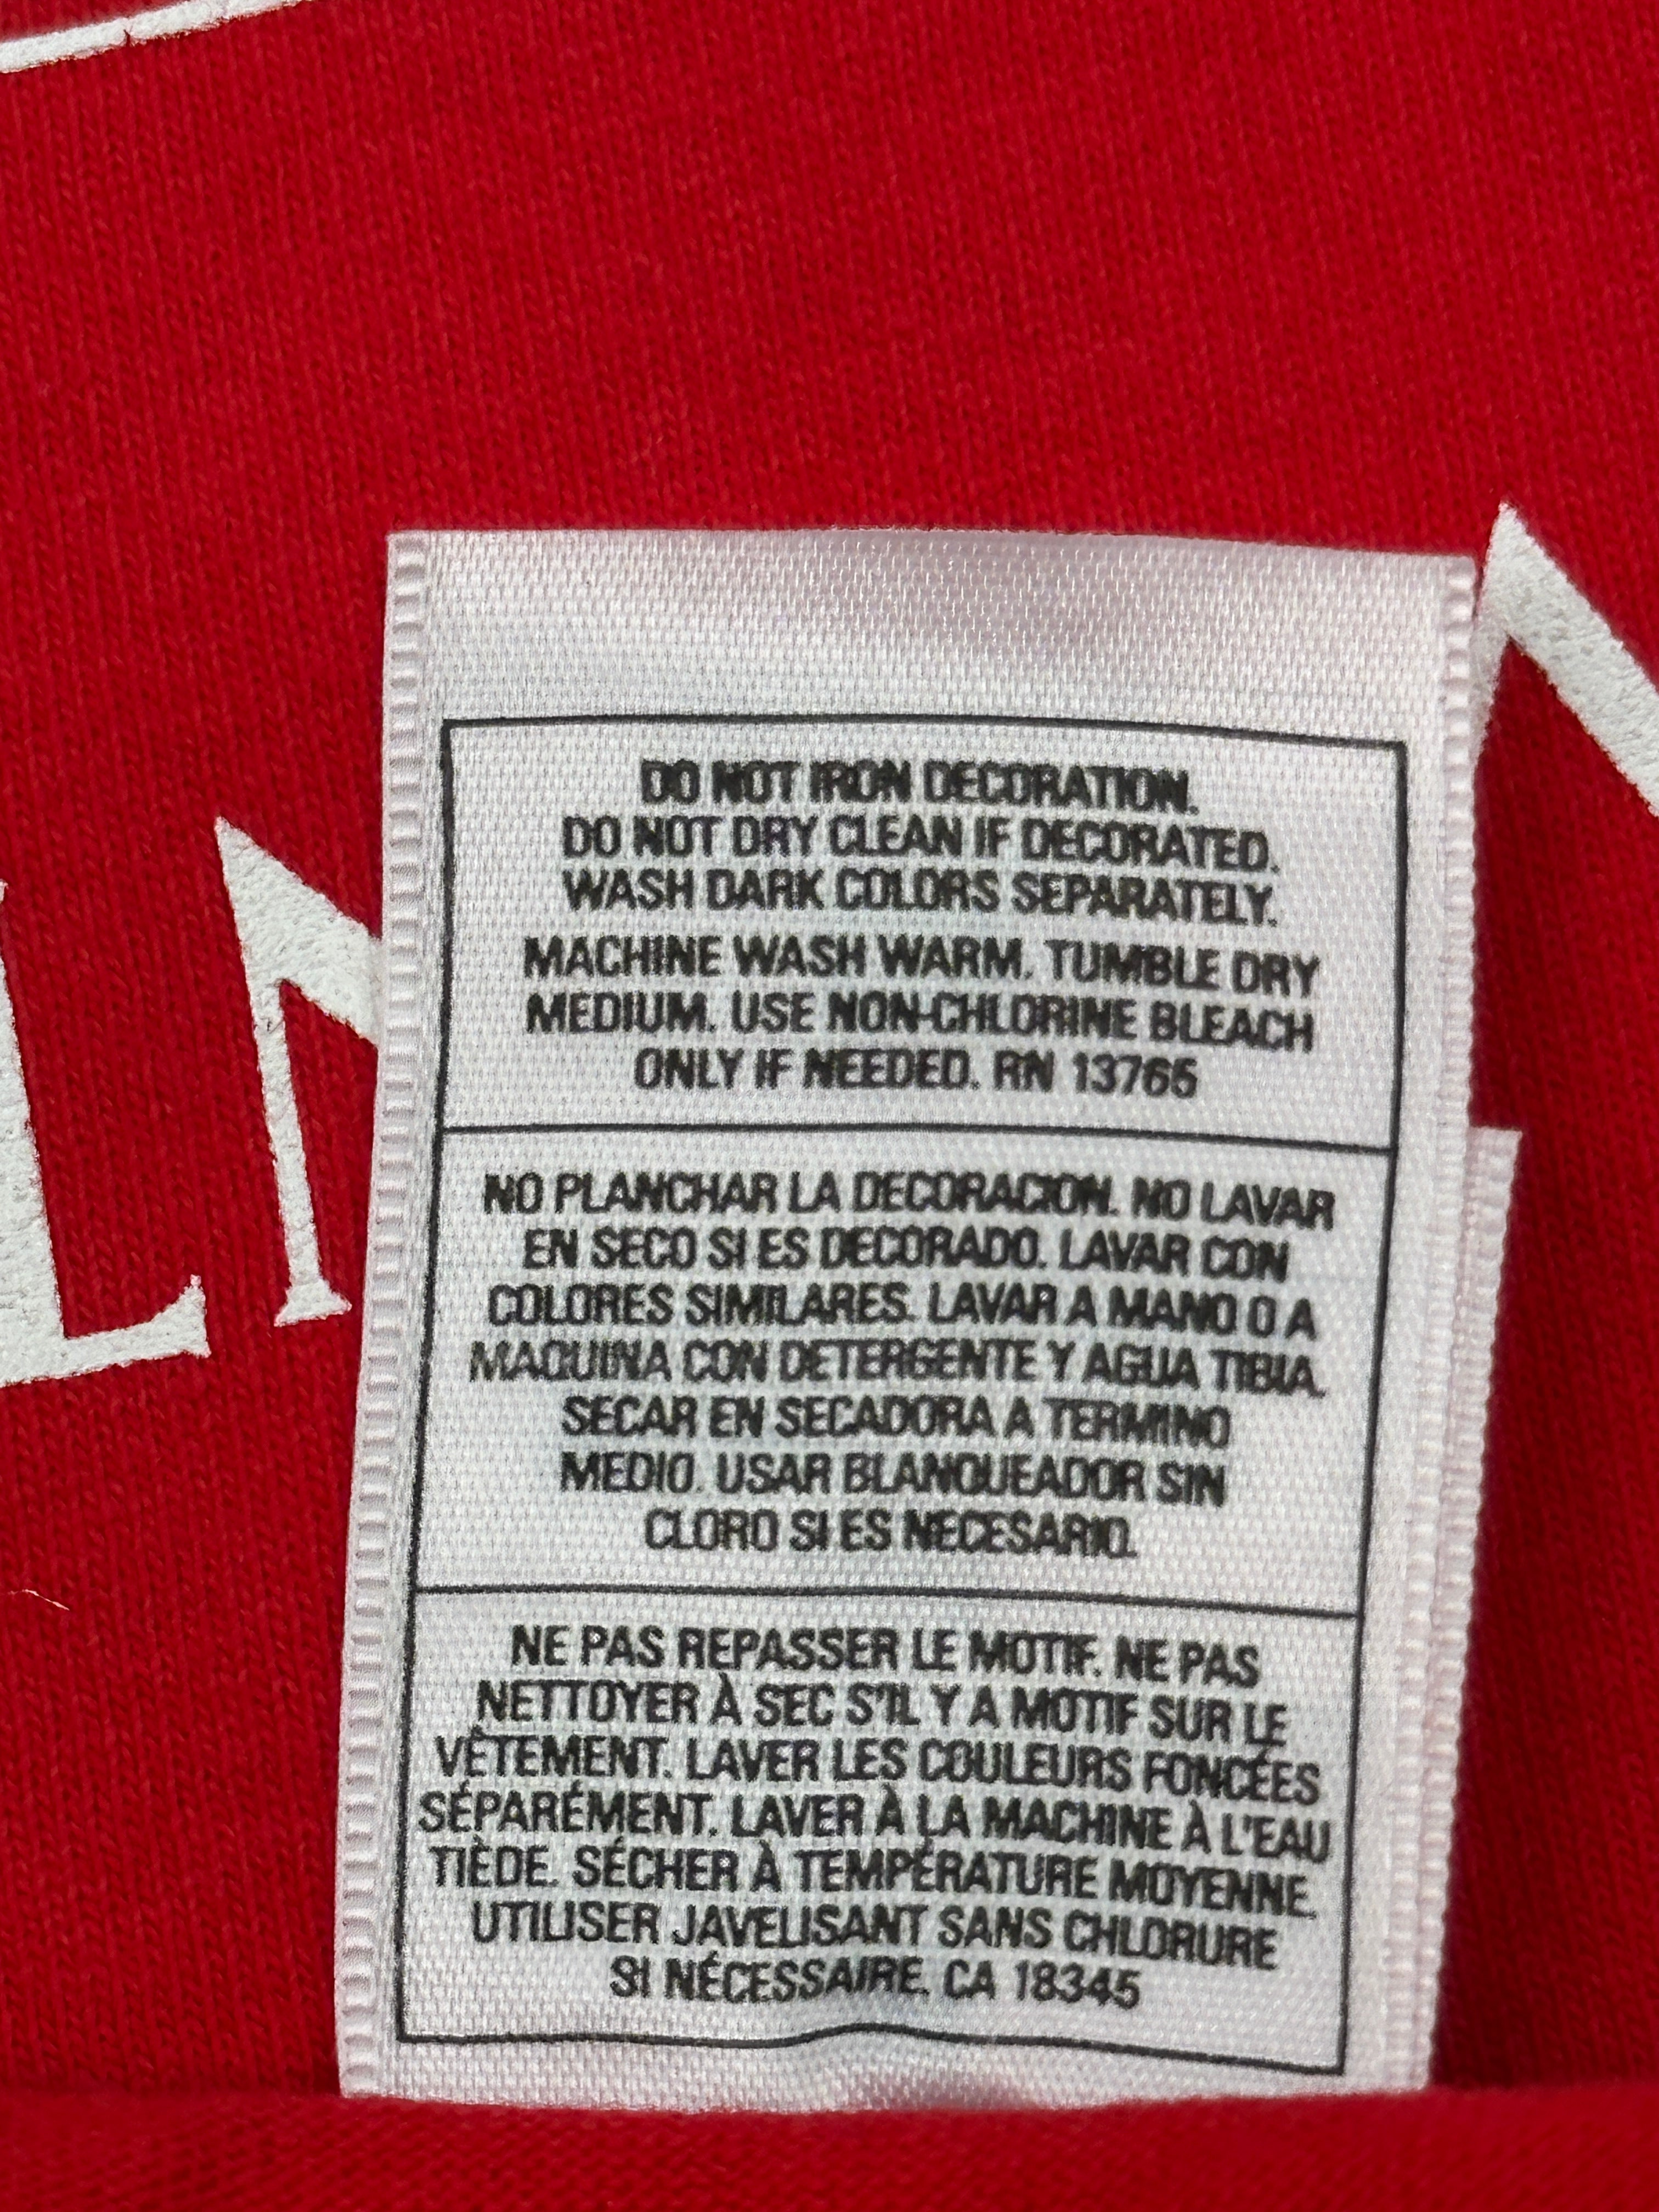 DO NOT IRON DECORATION.
DO NOT DRY CLEAN IF DECORATED.
WASH DARK COLORS SEPARATELY.
MACHINE WASH WARM. TUMBLE DRY
MEDIUM. USE NON-CHLORINE BLEACH
ONLY IF NEEDED. RN 13765
NO PLANCHAR LA DECORACION. NO LAVAR
EN SECO SI ES DECORADO. LAVAR CON
COLORES SIMILARES. LAVAR A MANO O A
MAQUINA CON DETERGENTE Y AGUA TIBIA.
SECAR EN SECADORA A TERMINO
MEDIO. USAR BLANQUEADOR SIN
CLORO SI ES NECESARIO.
NE PAS REPASSER LE MOTIF. NE PAS
NETTOYER À SEC S'IL Y A MOTIF SUR LE
VÊTEMENT. LAVER LES COULEURS FONCÉES
SÉPARÉMENT. LAVER À LA MACHINE À L'EAU
TIÈDE. SÉCHER À TEMPÉRATURE MOYENNE.
UTILISER JAVELISANT SANS CHLORURE
SI NÉCESSAIRE. CA 18345